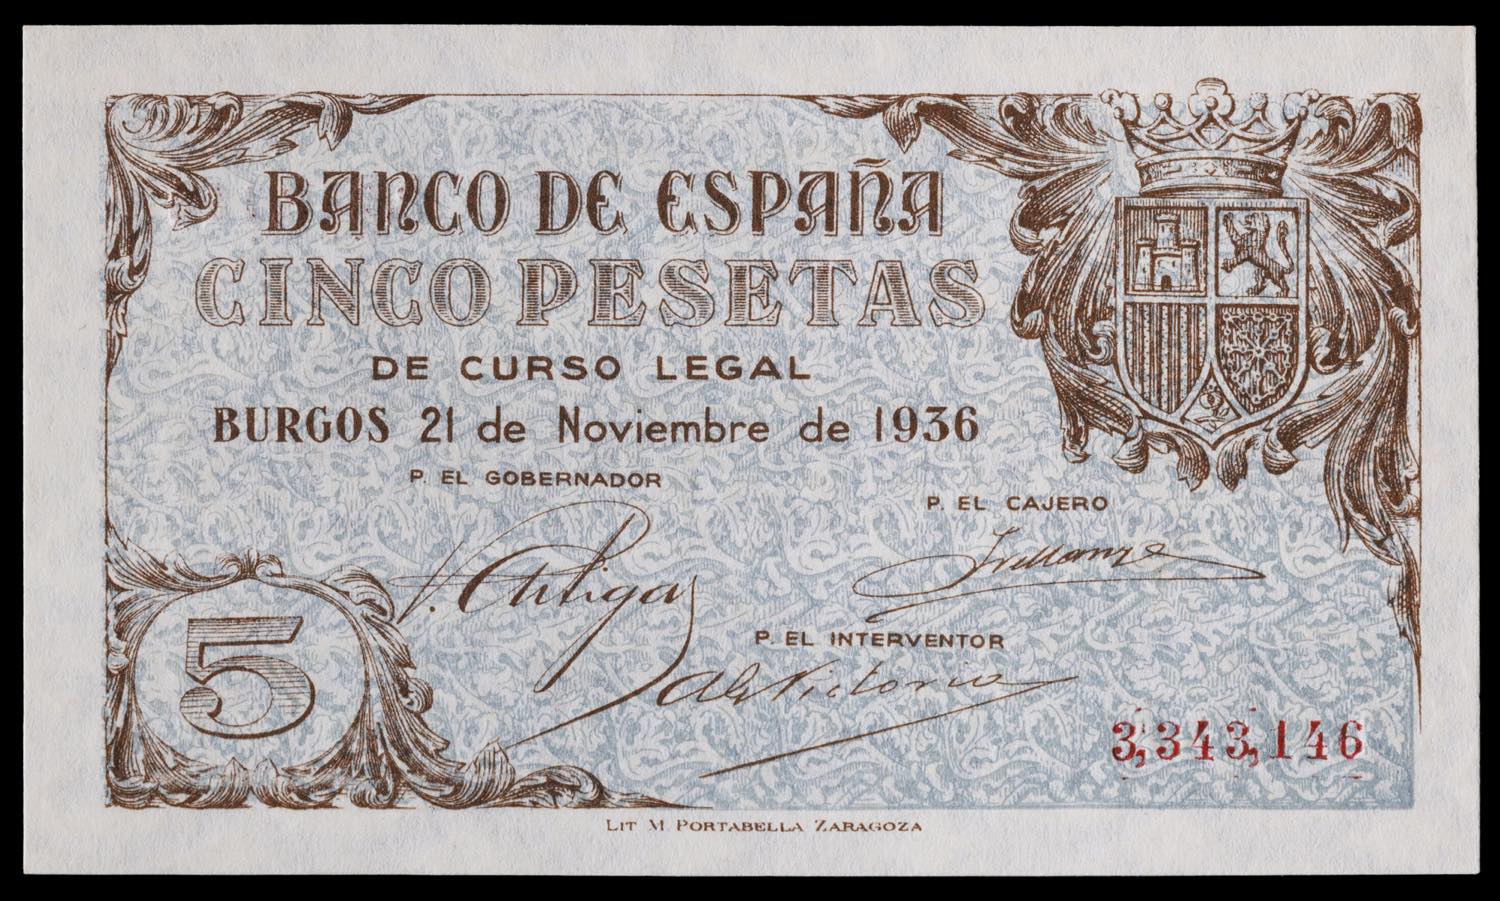 BANCO DE ESPAÑA
CINCO PESETAS
DE CURSO LEGAL
BURGOS 21 de Noviembre de 1936
P. EL GOBERNADOR
P. EL CAJERO
P. EL INTERVENTOR
5
3,343,146
LIT M PORTABELLA ZARAGOZA